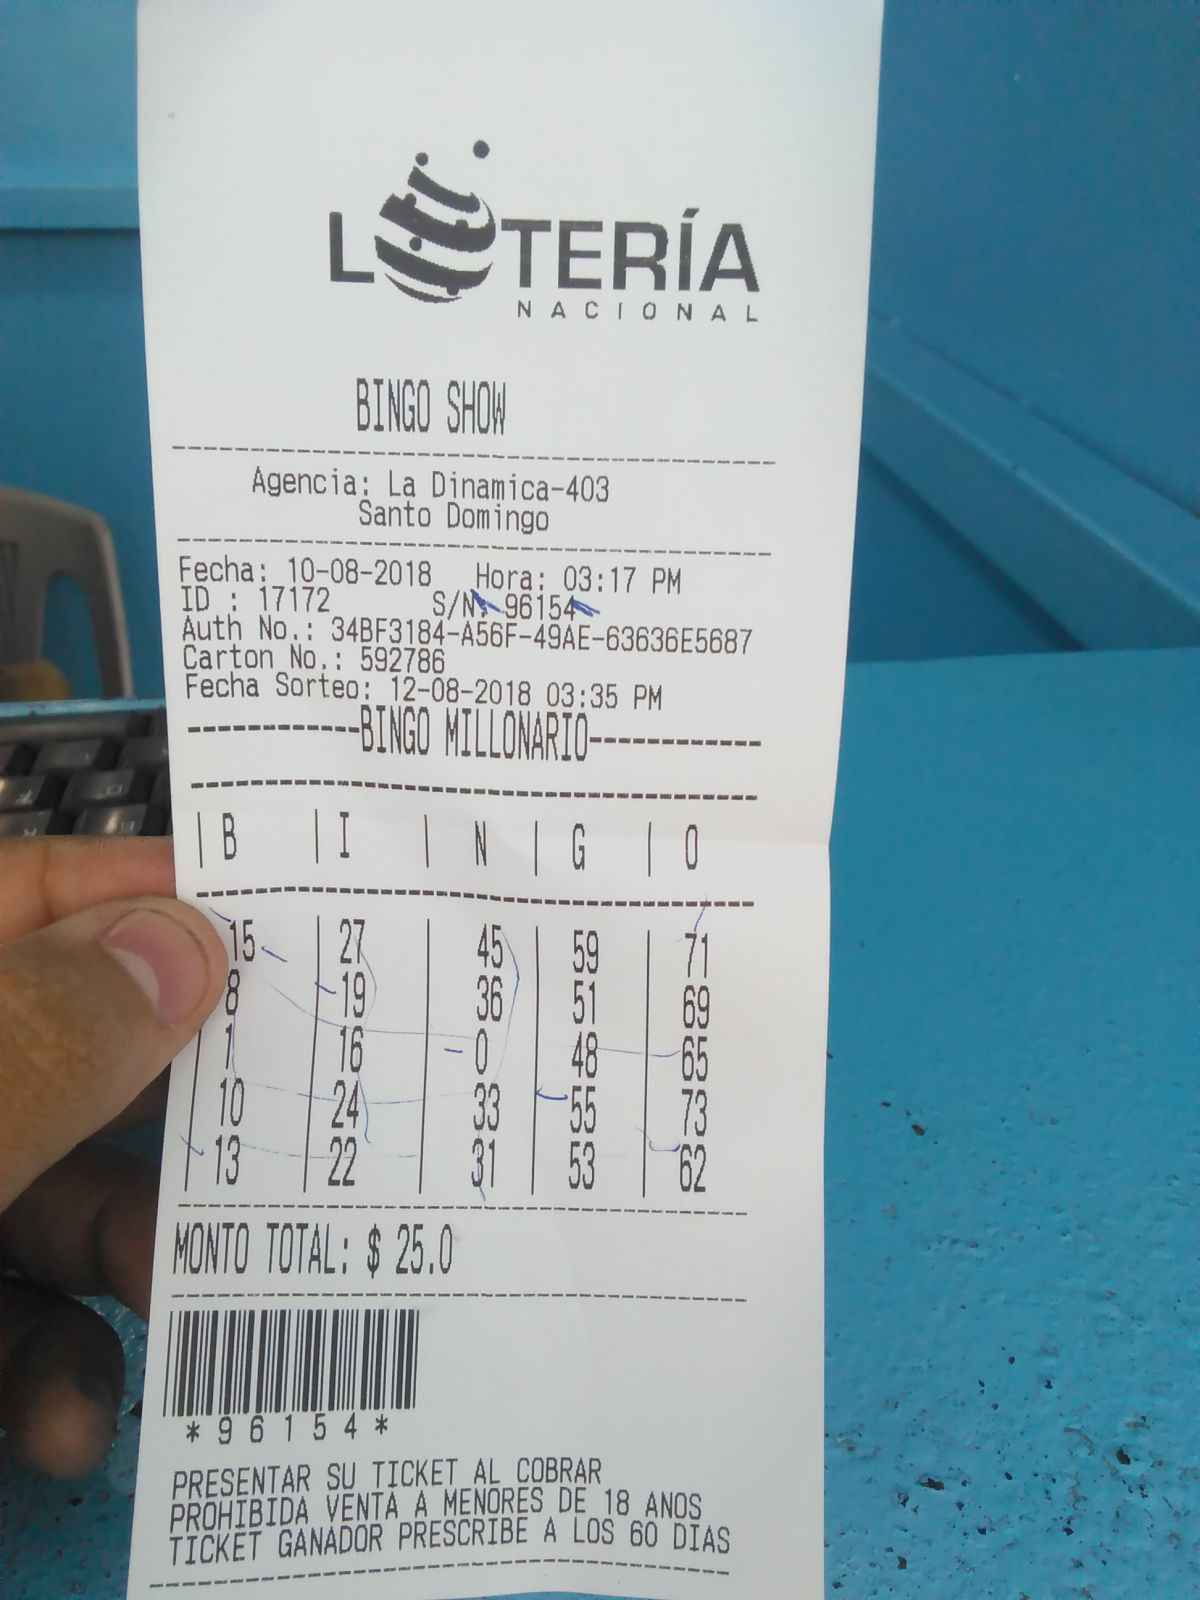 LOTERÍA
NACIONAL
BINGO SHOW
Agencia: La Dinamica-403
Santo Domingo
Fecha: 10-08-2018 Hora: 03:17 PM
ID : 17172 S/N: 96154
Auth No.: 34BF3184-A56F-49AE-63636E5687
Carton No.: 592786
Fecha Sorteo: 12-08-2018 03:35 PM
------------BINGO MILLONARIO------------
| B | I | N | G | O
15 | 27 45 | 59 | 71
8 | 19 36 | 51 | 69
1 | 16 | 0 | 48 | 65
10 | 24 | 33 | 55 | 73
13 | 22 | 31 | 53 | 62
MONTO TOTAL: $ 25.0
*96154*
PRESENTAR SU TICKET AL COBRAR
PROHIBIDA VENTA A MENORES DE 18 ANOS
TICKET GANADOR PRESCRIBE A LOS 60 DIAS